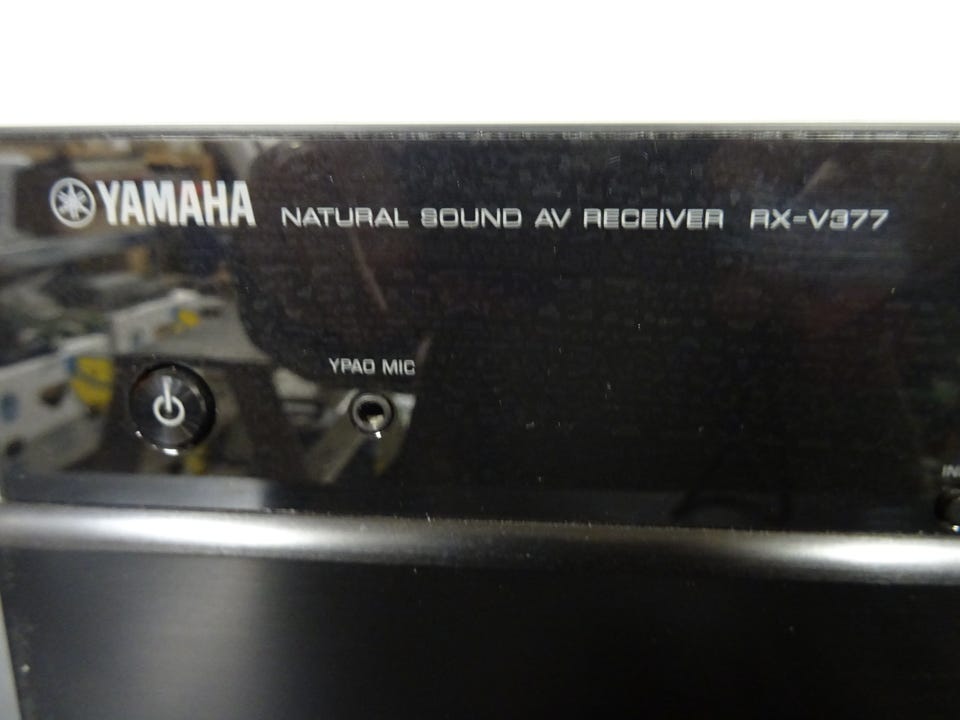 YAMAHA NATURAL SOUND AV RECEIVER RX-V377
YPAO MIC